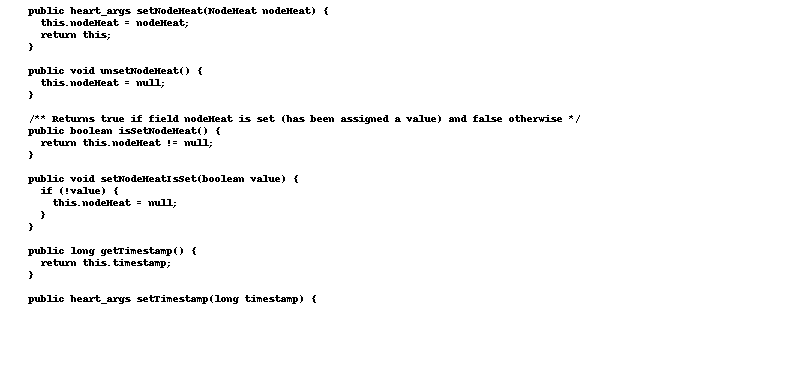 public heart_args setNodeHeat(NodeHeat nodeHeat) {
this.nodeHeat = nodeHeat;
return this;
}
public void unsetNodeHeat() {
this.nodeHeat = null;
}
/** Returns true if field nodeHeat is set (has been assigned a value) and false otherwise */
public boolean isSetNodeHeat() {
return this.nodeHeat != null;
}
public void setNodeHeatIsSet(boolean value) {
if (!value) {
this.nodeHeat = null;
}
}
public long getTimestamp() {
return this.timestamp;
}
public heart_args setTimestamp(long timestamp) {